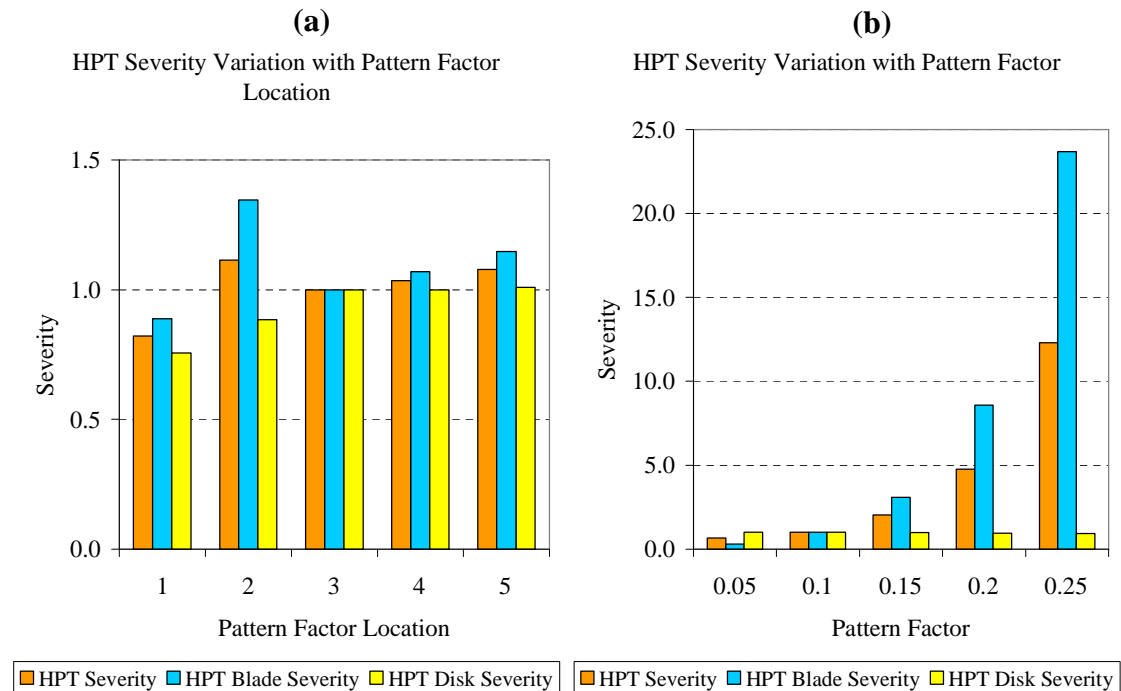 (a)
HPT Severity Variation with Pattern Factor
Location
1.5
1.0
0.5
0.0
Severity
1 2 3 4 5
Pattern Factor Location
HPT Severity HPT Blade Severity HPT Disk Severity
(b)
HPT Severity Variation with Pattern Factor
25.0
20.0
15.0
10.0
5.0
0.0
Severity
0.05 0.1 0.15 0.2 0.25
Pattern Factor
HPT Severity HPT Blade Severity HPT Disk Severity